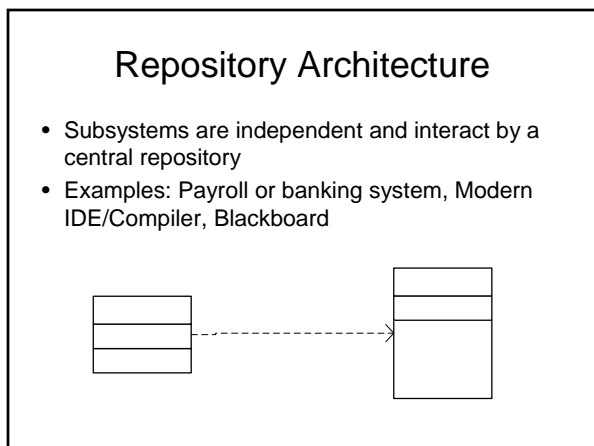 Repository Architecture
• Subsystems are independent and interact by a
central repository
• Examples: Payroll or banking system, Modern
IDE/Compiler, Blackboard